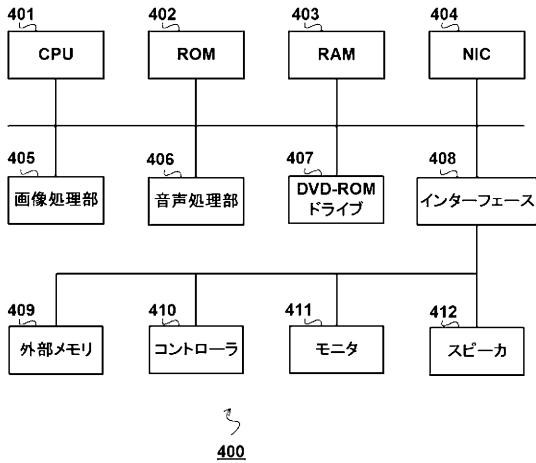 401
402
403
404
CPU
ROM
RAM
NIC
405
406
407
408
画像処理部
音声処理部
DVD-ROM
ドライブ
インターフェース
409
410
411
412
外部メモリ
コントローラ
モニタ
スピーカ
400